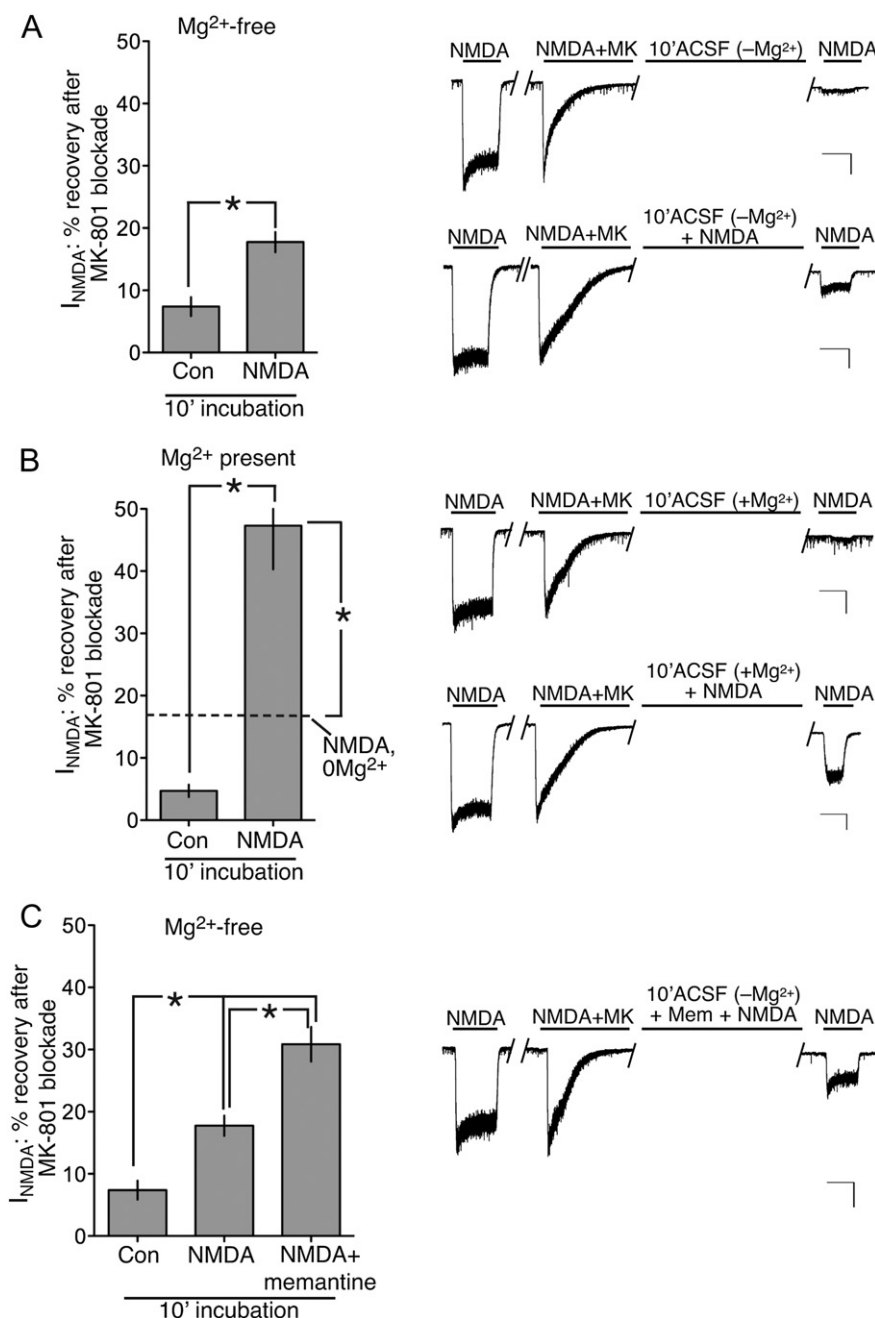 A
Mg²⁺-free
I_NMDA: % recovery after
MK-801 blockade
50
40
30
20
10
0
*
Con
NMDA
10' incubation
NMDA
NMDA+MK
10'ACSF (–Mg²⁺)
NMDA
NMDA
NMDA+MK
10'ACSF (–Mg²⁺)
+ NMDA
NMDA
B
Mg²⁺ present
I_NMDA: % recovery after
MK-801 blockade
50
40
30
20
10
0
*
*
NMDA,
0Mg²⁺
Con
NMDA
10' incubation
NMDA
NMDA+MK
10'ACSF (+Mg²⁺)
NMDA
NMDA
NMDA+MK
10'ACSF (+Mg²⁺)
+ NMDA
NMDA
C
Mg²⁺-free
I_NMDA: % recovery after
MK-801 blockade
50
40
30
20
10
0
*
*
Con
NMDA
NMDA+
memantine
10' incubation
NMDA
NMDA+MK
10'ACSF (–Mg²⁺)
+ Mem + NMDA
NMDA